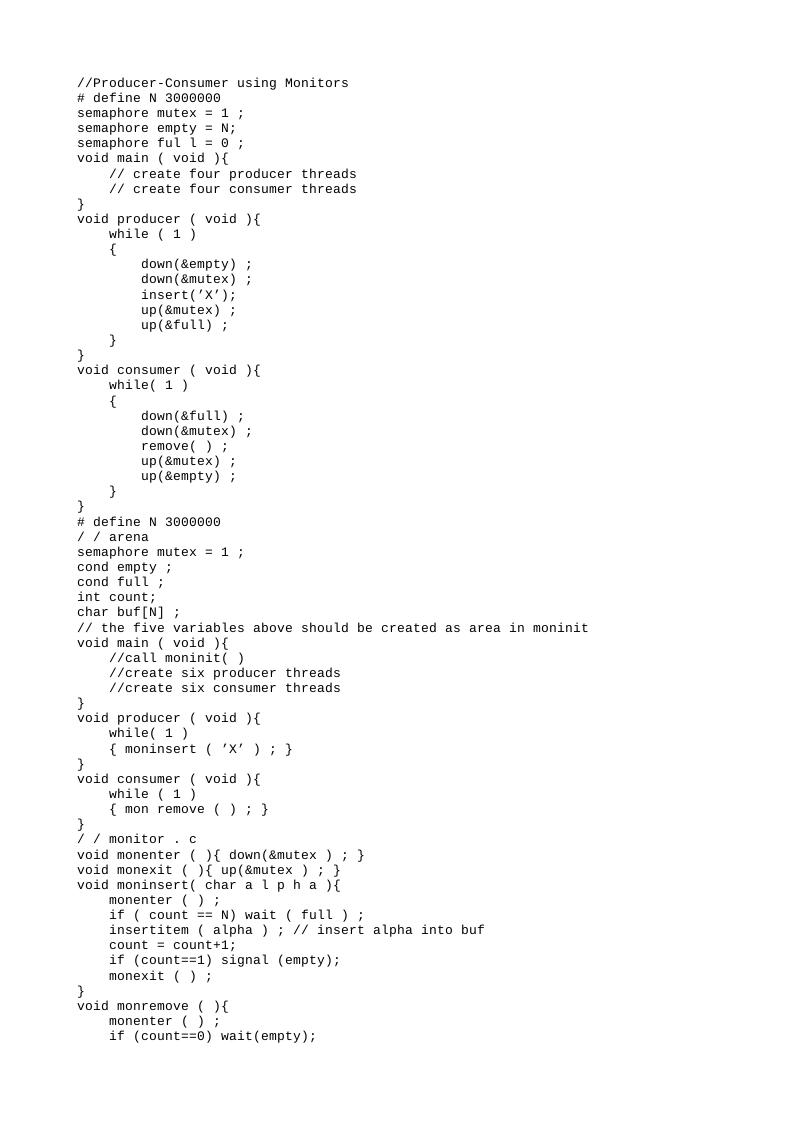 //Producer-Consumer using Monitors
# define N 3000000
semaphore mutex = 1 ;
semaphore empty = N;
semaphore ful l = 0 ;
void main ( void ){
    // create four producer threads
    // create four consumer threads
}
void producer ( void ){
    while ( 1 )
    {
        down(&empty) ;
        down(&mutex) ;
        insert(’X’);
        up(&mutex) ;
        up(&full) ;
    }
}
void consumer ( void ){
    while( 1 )
    {
        down(&full) ;
        down(&mutex) ;
        remove( ) ;
        up(&mutex) ;
        up(&empty) ;
    }
}
# define N 3000000
/ / arena
semaphore mutex = 1 ;
cond empty ;
cond full ;
int count;
char buf[N] ;
// the five variables above should be created as area in moninit
void main ( void ){
    //call moninit( )
    //create six producer threads
    //create six consumer threads
}
void producer ( void ){
    while( 1 )
    { moninsert ( ’X’ ) ; }
}
void consumer ( void ){
    while ( 1 )
    { mon remove ( ) ; }
}
/ / monitor . c
void monenter ( ){ down(&mutex ) ; }
void monexit ( ){ up(&mutex ) ; }
void moninsert( char a l p h a ){
    monenter ( ) ;
    if ( count == N) wait ( full ) ;
    insertitem ( alpha ) ; // insert alpha into buf
    count = count+1;
    if (count==1) signal (empty);
    monexit ( ) ;
}
void monremove ( ){
    monenter ( ) ;
    if (count==0) wait(empty);